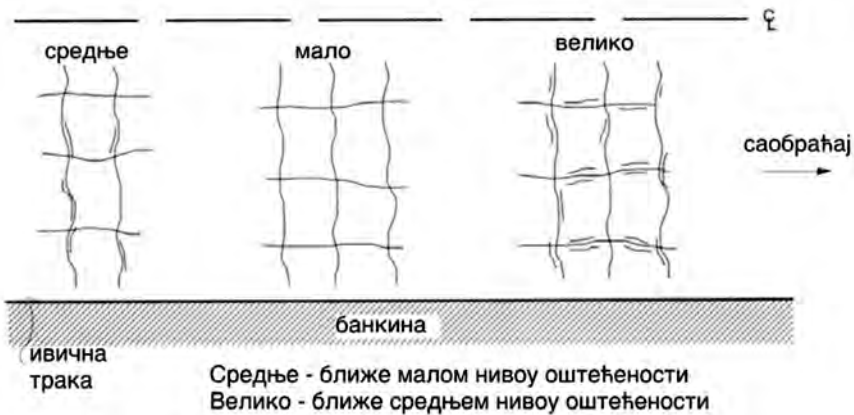 ℄
средње
мало
велико
саобраћај
банкина
ивична
трака
Средње - ближе малом нивоу оштећености
Велико - ближе средњем нивоу оштећености